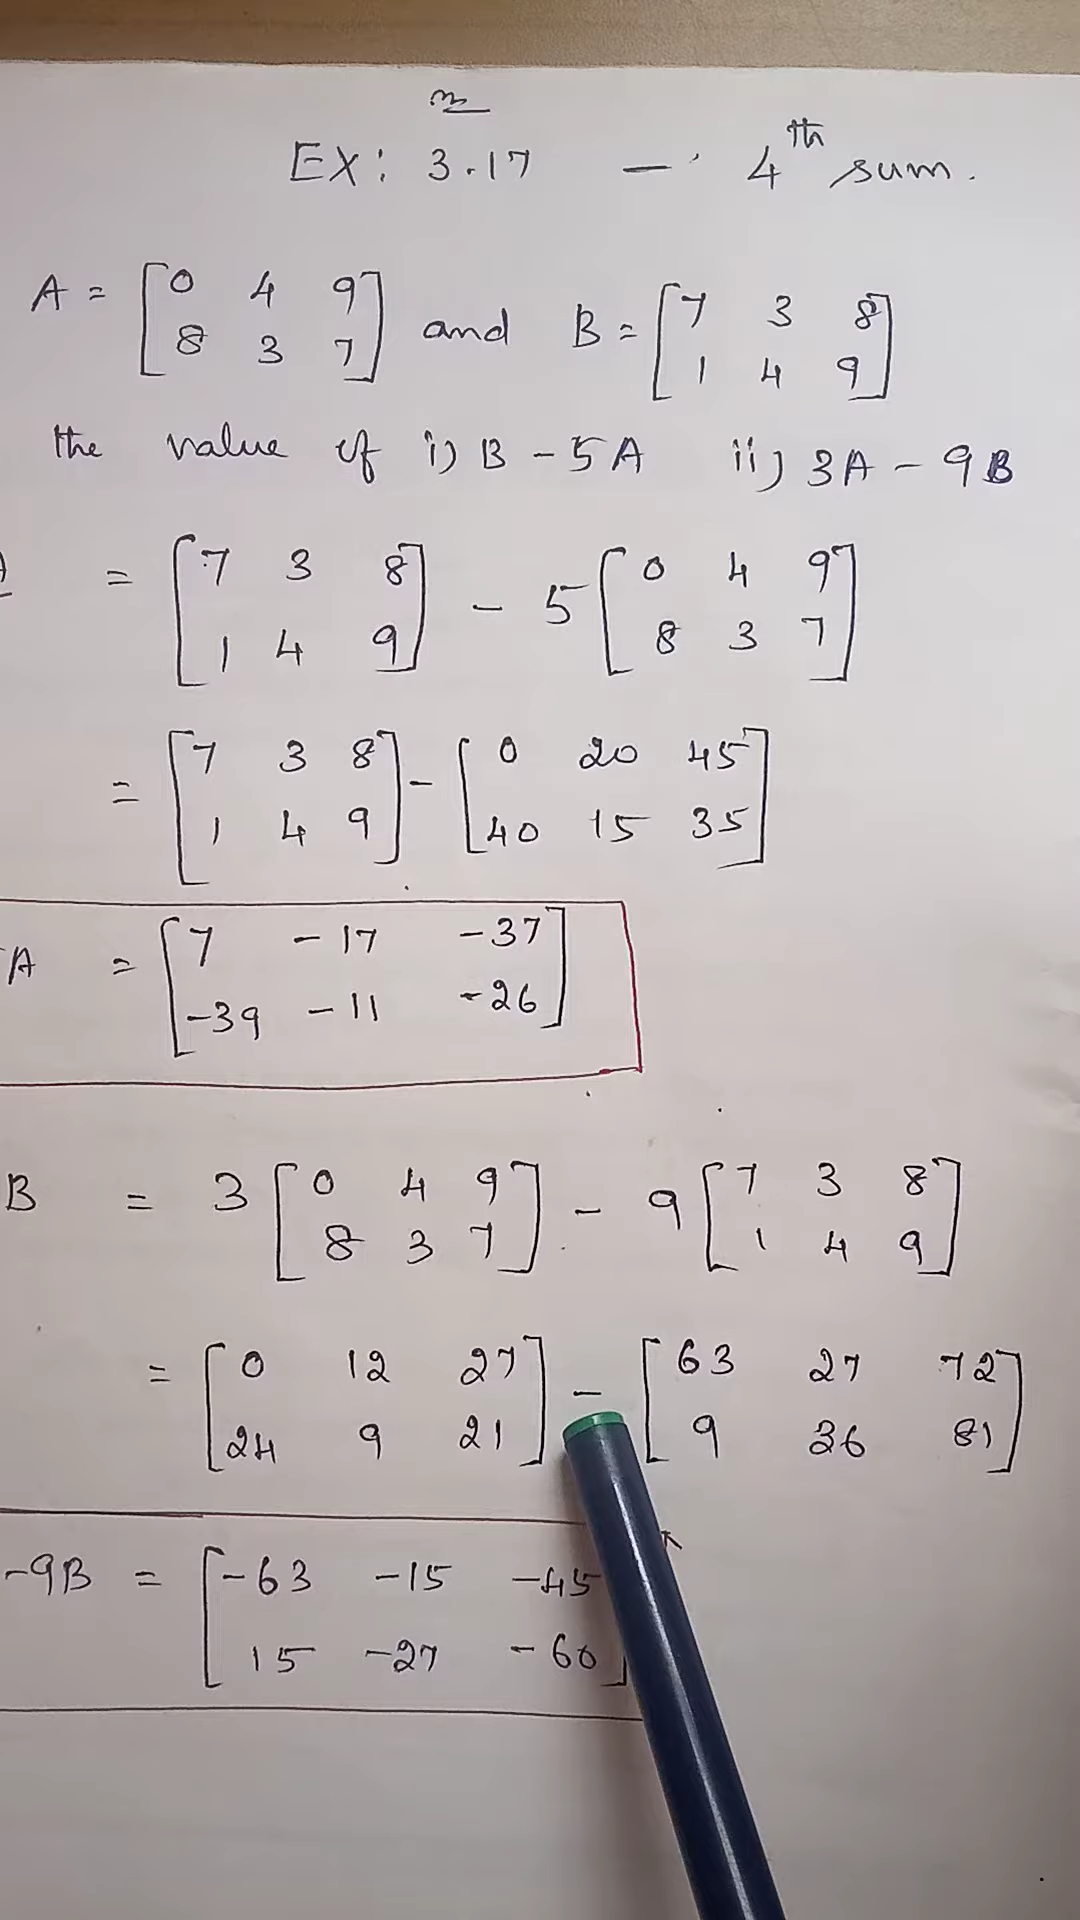 EX: 3.17 — 4th sum.
A = [0 4 9
8 3 7] and B = [7 3 8
1 4 9]
the value of i) B - 5A ii) 3A - 9B
= [7 3 8
1 4 9] - 5 [0 4 9
8 3 7]
= [7 3 8
1 4 9] - [0 20 45
40 15 35]
A = [7 -17 -37
-39 -11 -26]
B = 3 [0 4 9
8 3 7] - 9 [7 3 8
1 4 9]
= [0 12 27
24 9 21] - [63 27 72
9 36 81]
-9B = [-63 -15 -45
15 -27 -60]